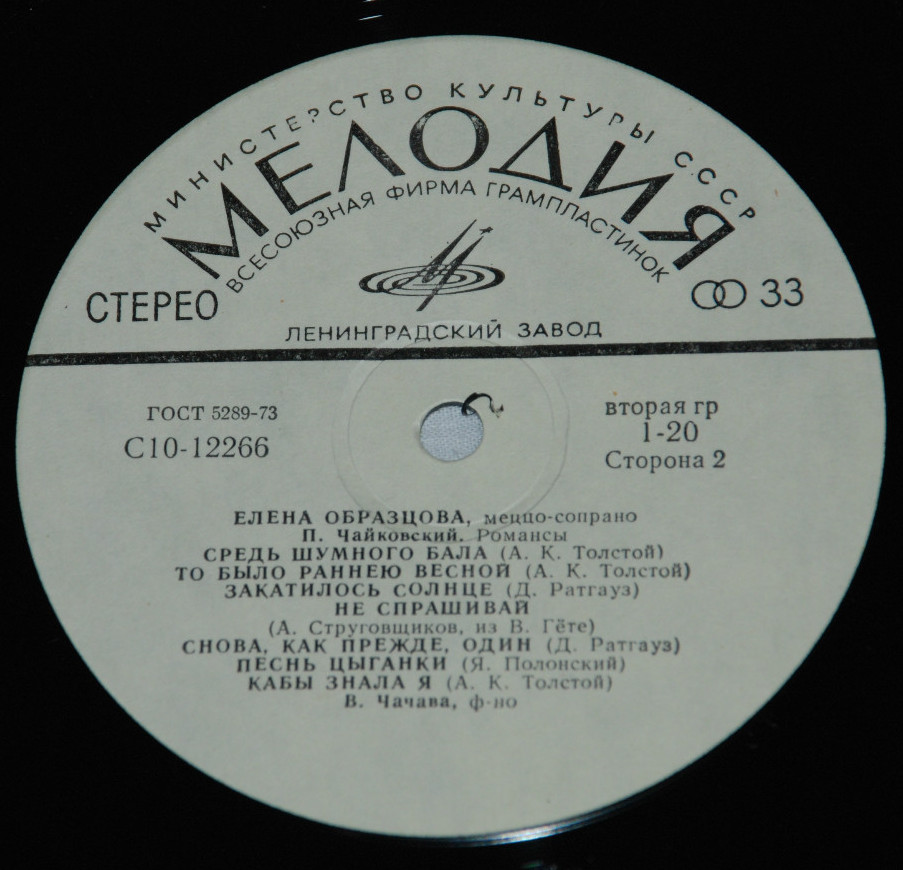 МИНИСТЕРСТВО КУЛЬТУРЫ СССР
МЕЛОДИЯ
ВСЕСОЮЗНАЯ ФИРМА ГРАМПЛАСТИНОК
СТЕРЕО
33
ЛЕНИНГРАДСКИЙ ЗАВОД
ГОСТ 5289-73
С10-12266
вторая гр
1-20
Сторона 2
ЕЛЕНА ОБРАЗЦОВА, меццо-сопрано
П. Чайковский. Романсы
СРЕДЬ ШУМНОГО БАЛА (А. К. Толстой)
ТО БЫЛО РАННЕЮ ВЕСНОЙ (А. К. Толстой)
ЗАКАТИЛОСЬ СОЛНЦЕ (Д. Ратгауз)
НЕ СПРАШИВАЙ
(А. Струговщиков, из В. Гёте)
СНОВА, КАК ПРЕЖДЕ, ОДИН (Д. Ратгауз)
ПЕСНЬ ЦЫГАНКИ (Я. Полонский)
КАБЫ ЗНАЛА Я (А. К. Толстой)
В. Чачава, ф-но